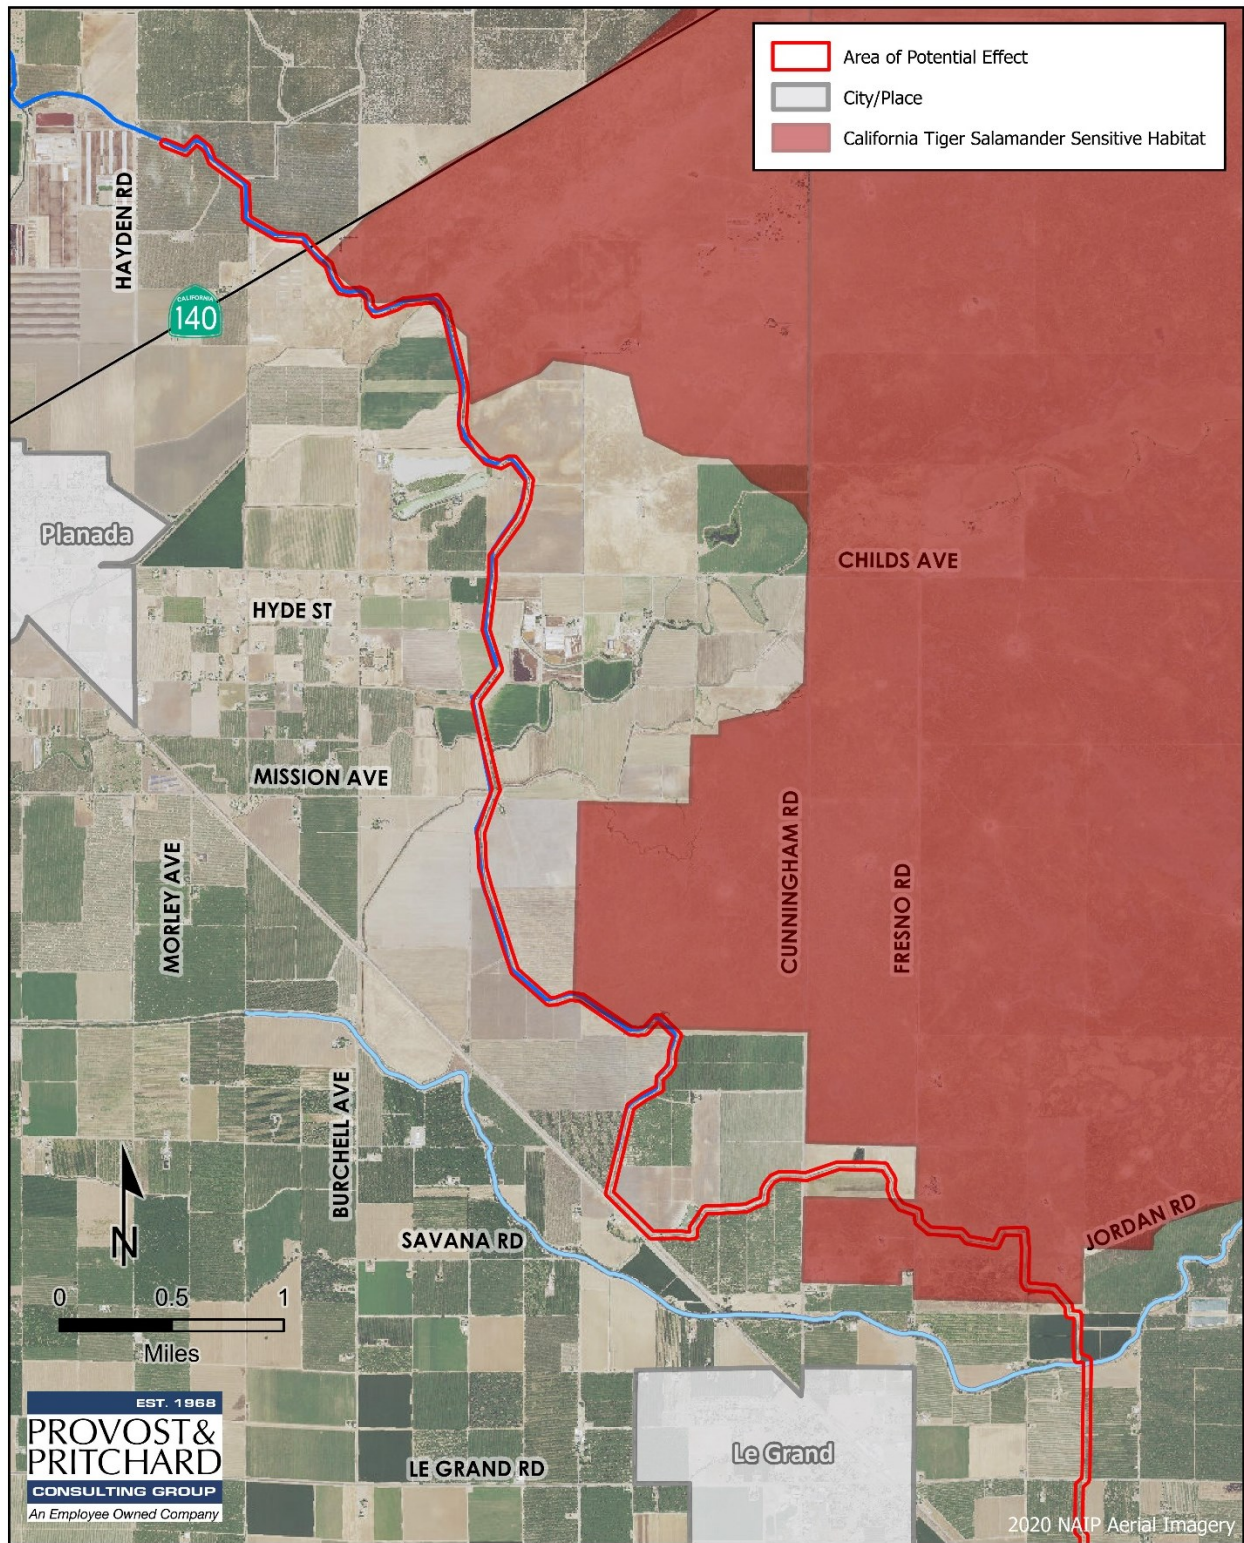 Area of Potential Effect
City/Place
California Tiger Salamander Sensitive Habitat
HAYDEN RD
CALIFORNIA
140
Planada
CHILDS AVE
HYDE ST
MISSION AVE
CUNNINGHAM RD
MORLEY AVE
FRESNO RD
BURCHELL AVE
JORDAN RD
SAVANA RD
N
0 0.5 1
Miles
EST. 1968
PROVOST&
PRITCHARD
CONSULTING GROUP
An Employee Owned Company
Le Grand
LE GRAND RD
2020 NAIP Aerial Imagery